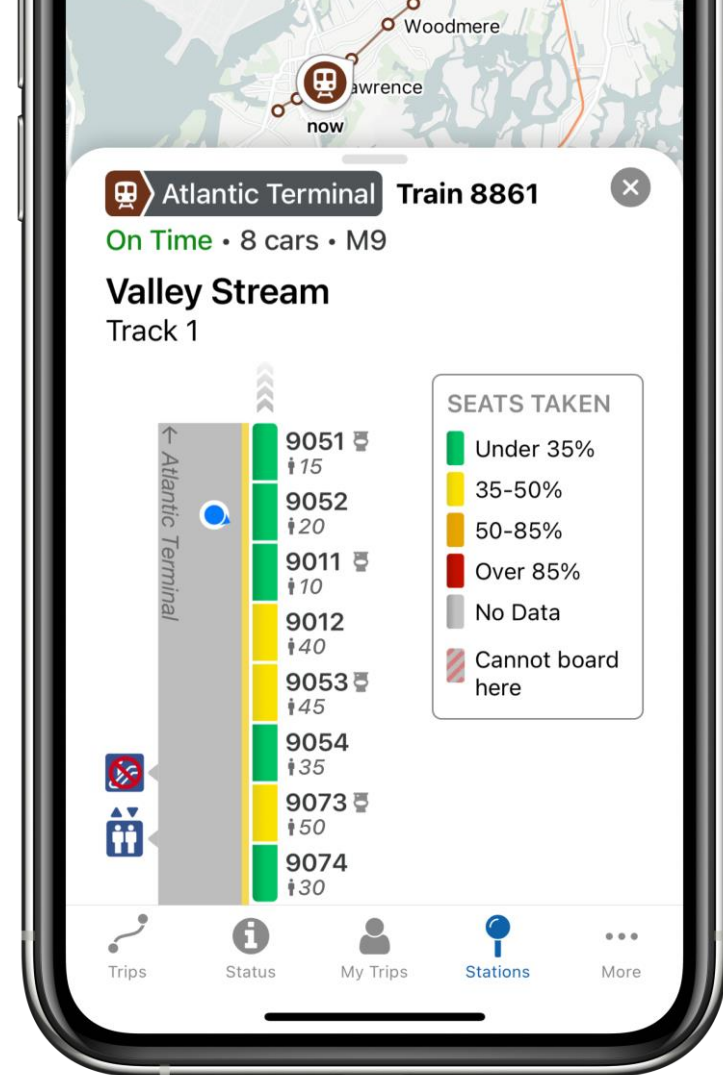 Woodmere
awrence
now
Atlantic Terminal Train 8861
On Time • 8 cars • M9
Valley Stream
Track 1
← Atlantic Terminal
9051
15
9052
20
9011
10
9012
40
9053
45
9054
35
9073
50
9074
30
SEATS TAKEN
Under 35%
35-50%
50-85%
Over 85%
No Data
Cannot board
here
Trips
Status
My Trips
Stations
More